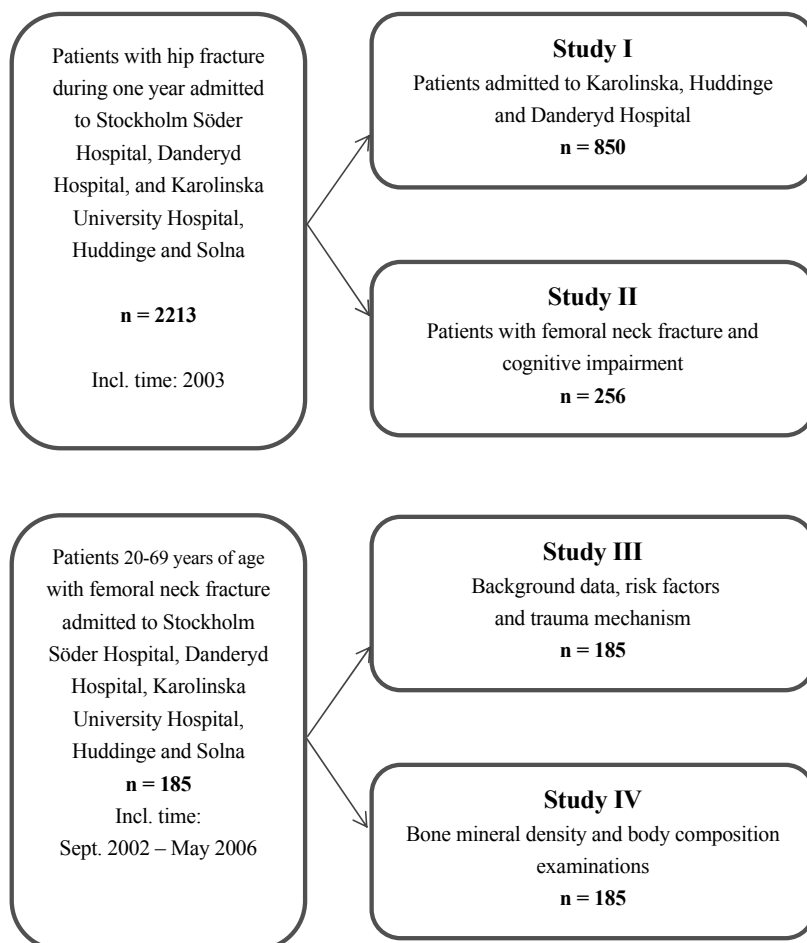 Patients with hip fracture
during one year admitted
to Stockholm Söder
Hospital, Danderyd
Hospital, and Karolinska
University Hospital,
Huddinge and Solna
n = 2213
Incl. time: 2003
Study I
Patients admitted to Karolinska, Huddinge
and Danderyd Hospital
n = 850
Study II
Patients with femoral neck fracture and
cognitive impairment
n = 256
Patients 20-69 years of age
with femoral neck fracture
admitted to Stockholm
Söder Hospital, Danderyd
Hospital, Karolinska
University Hospital,
Huddinge and Solna
n = 185
Incl. time:
Sept. 2002 – May 2006
Study III
Background data, risk factors
and trauma mechanism
n = 185
Study IV
Bone mineral density and body composition
examinations
n = 185